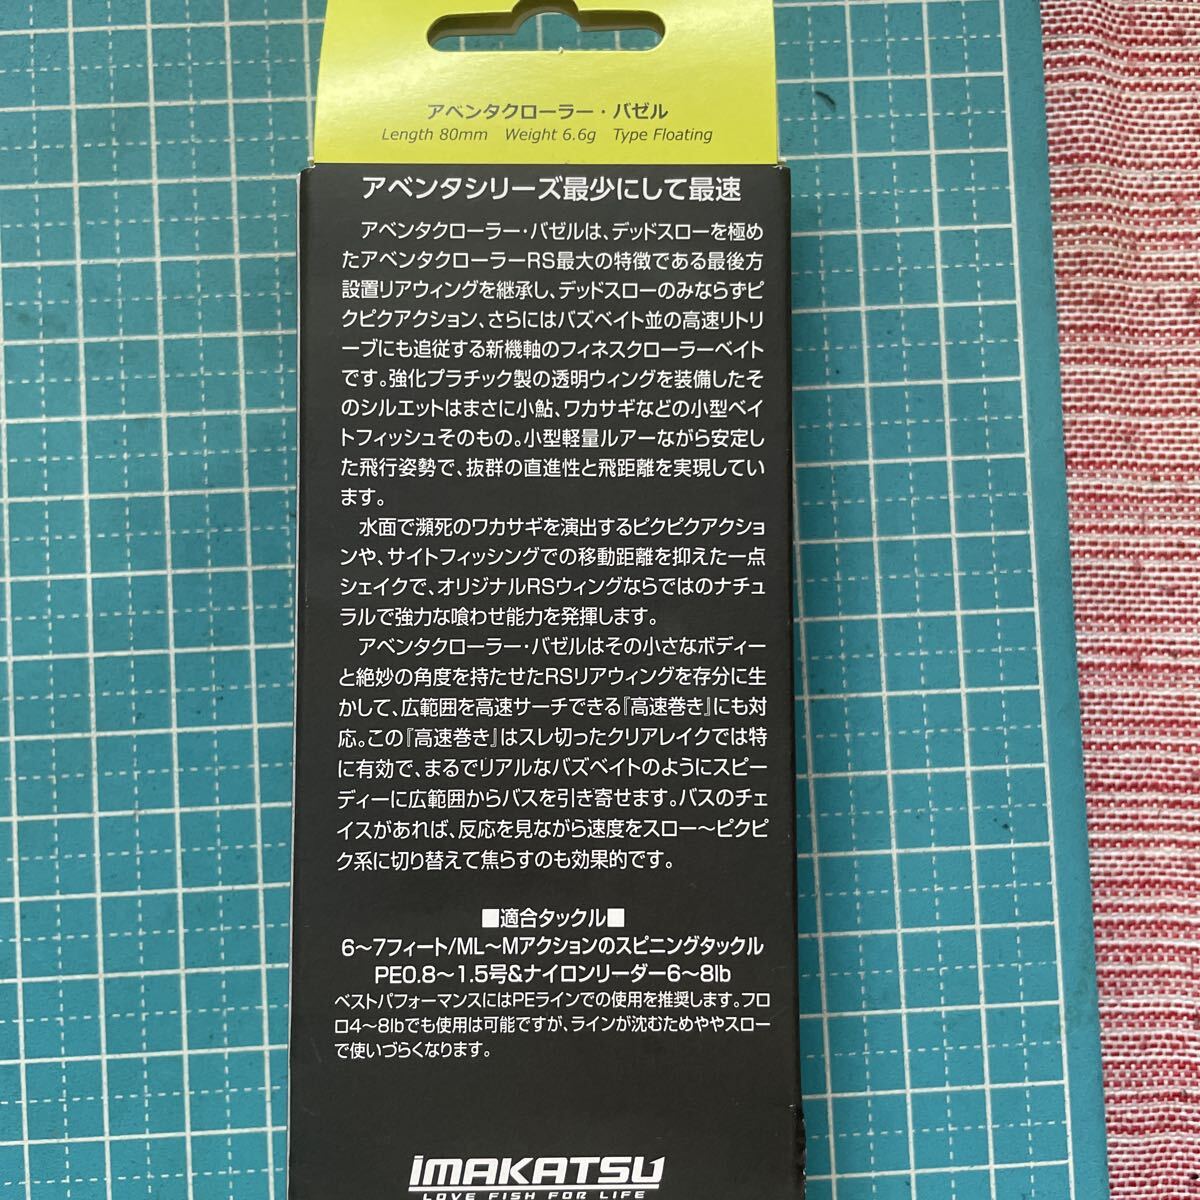 アベンタクローラー・バゼル
Length 80mm Weight 6.6g Type Floating
アベンタシリーズ最少にして最速
アベンタクローラー・バゼルは、デッドスローを極め
たアベンタクローラーRS最大の特徴である最後方
設置リアウィングを継承し、デッドスローのみならずピ
クピクアクション、さらにはバズベイト並の高速リトリ
ーブにも追従する新機軸のフィネスクローラーベイト
です。強化プラチック製の透明ウィングを装備したそ
のシルエットはまさに小鮎、ワカサギなどの小型ベイ
トフィッシュそのもの。小型軽量ルアーながら安定し
た飛行姿勢で、抜群の直進性と飛距離を実現してい
ます。
水面で瀕死のワカサギを演出するピクピクアクショ
ンや、サイトフィッシングでの移動距離を抑えた一点
シェイクで、オリジナルRSウィングならではのナチュ
ラルで強力な喰わせ能力を発揮します。
アベンタクローラー・バゼルはその小さなボディー
と絶妙の角度を持たせたRSリアウィングを存分に生
かして、広範囲を高速サーチできる『高速巻き』にも対
応。この『高速巻き』はスレ切ったクリアレイクでは特
に有効で、まるでリアルなバズベイトのようにスピー
ディーに広範囲からバスを引き寄せます。バスのチェ
イスがあれば、反応を見ながら速度をスロー～ピクピ
ク系に切り替えて焦らすのも効果的です。
■適合タックル■
6～7フィート/ML～Mアクションのスピニングタックル
PE0.8～1.5号&ナイロンリーダー6～8lb
ベストパフォーマンスにはPEラインでの使用を推奨します。フロ
ロ4～8lbでも使用は可能ですが、ラインが沈むためややスロー
で使いづらくなります。
IMAKATSU
LOVE FISH FOR LIFE